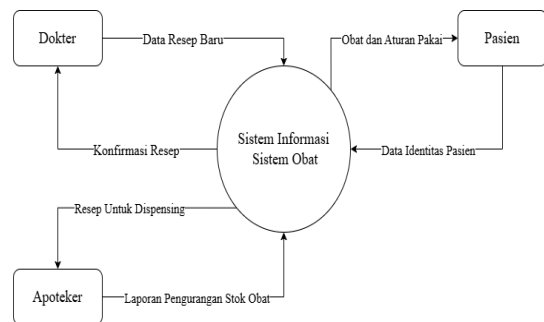 Dokter
Data Resep Baru
Obat dan Aturan Pakai
Pasien
Sistem Informasi
Sistem Obat
Konfirmasi Resep
Data Identitas Pasien
Resep Untuk Dispensing
Apoteker
Laporan Pengurangan Stok Obat